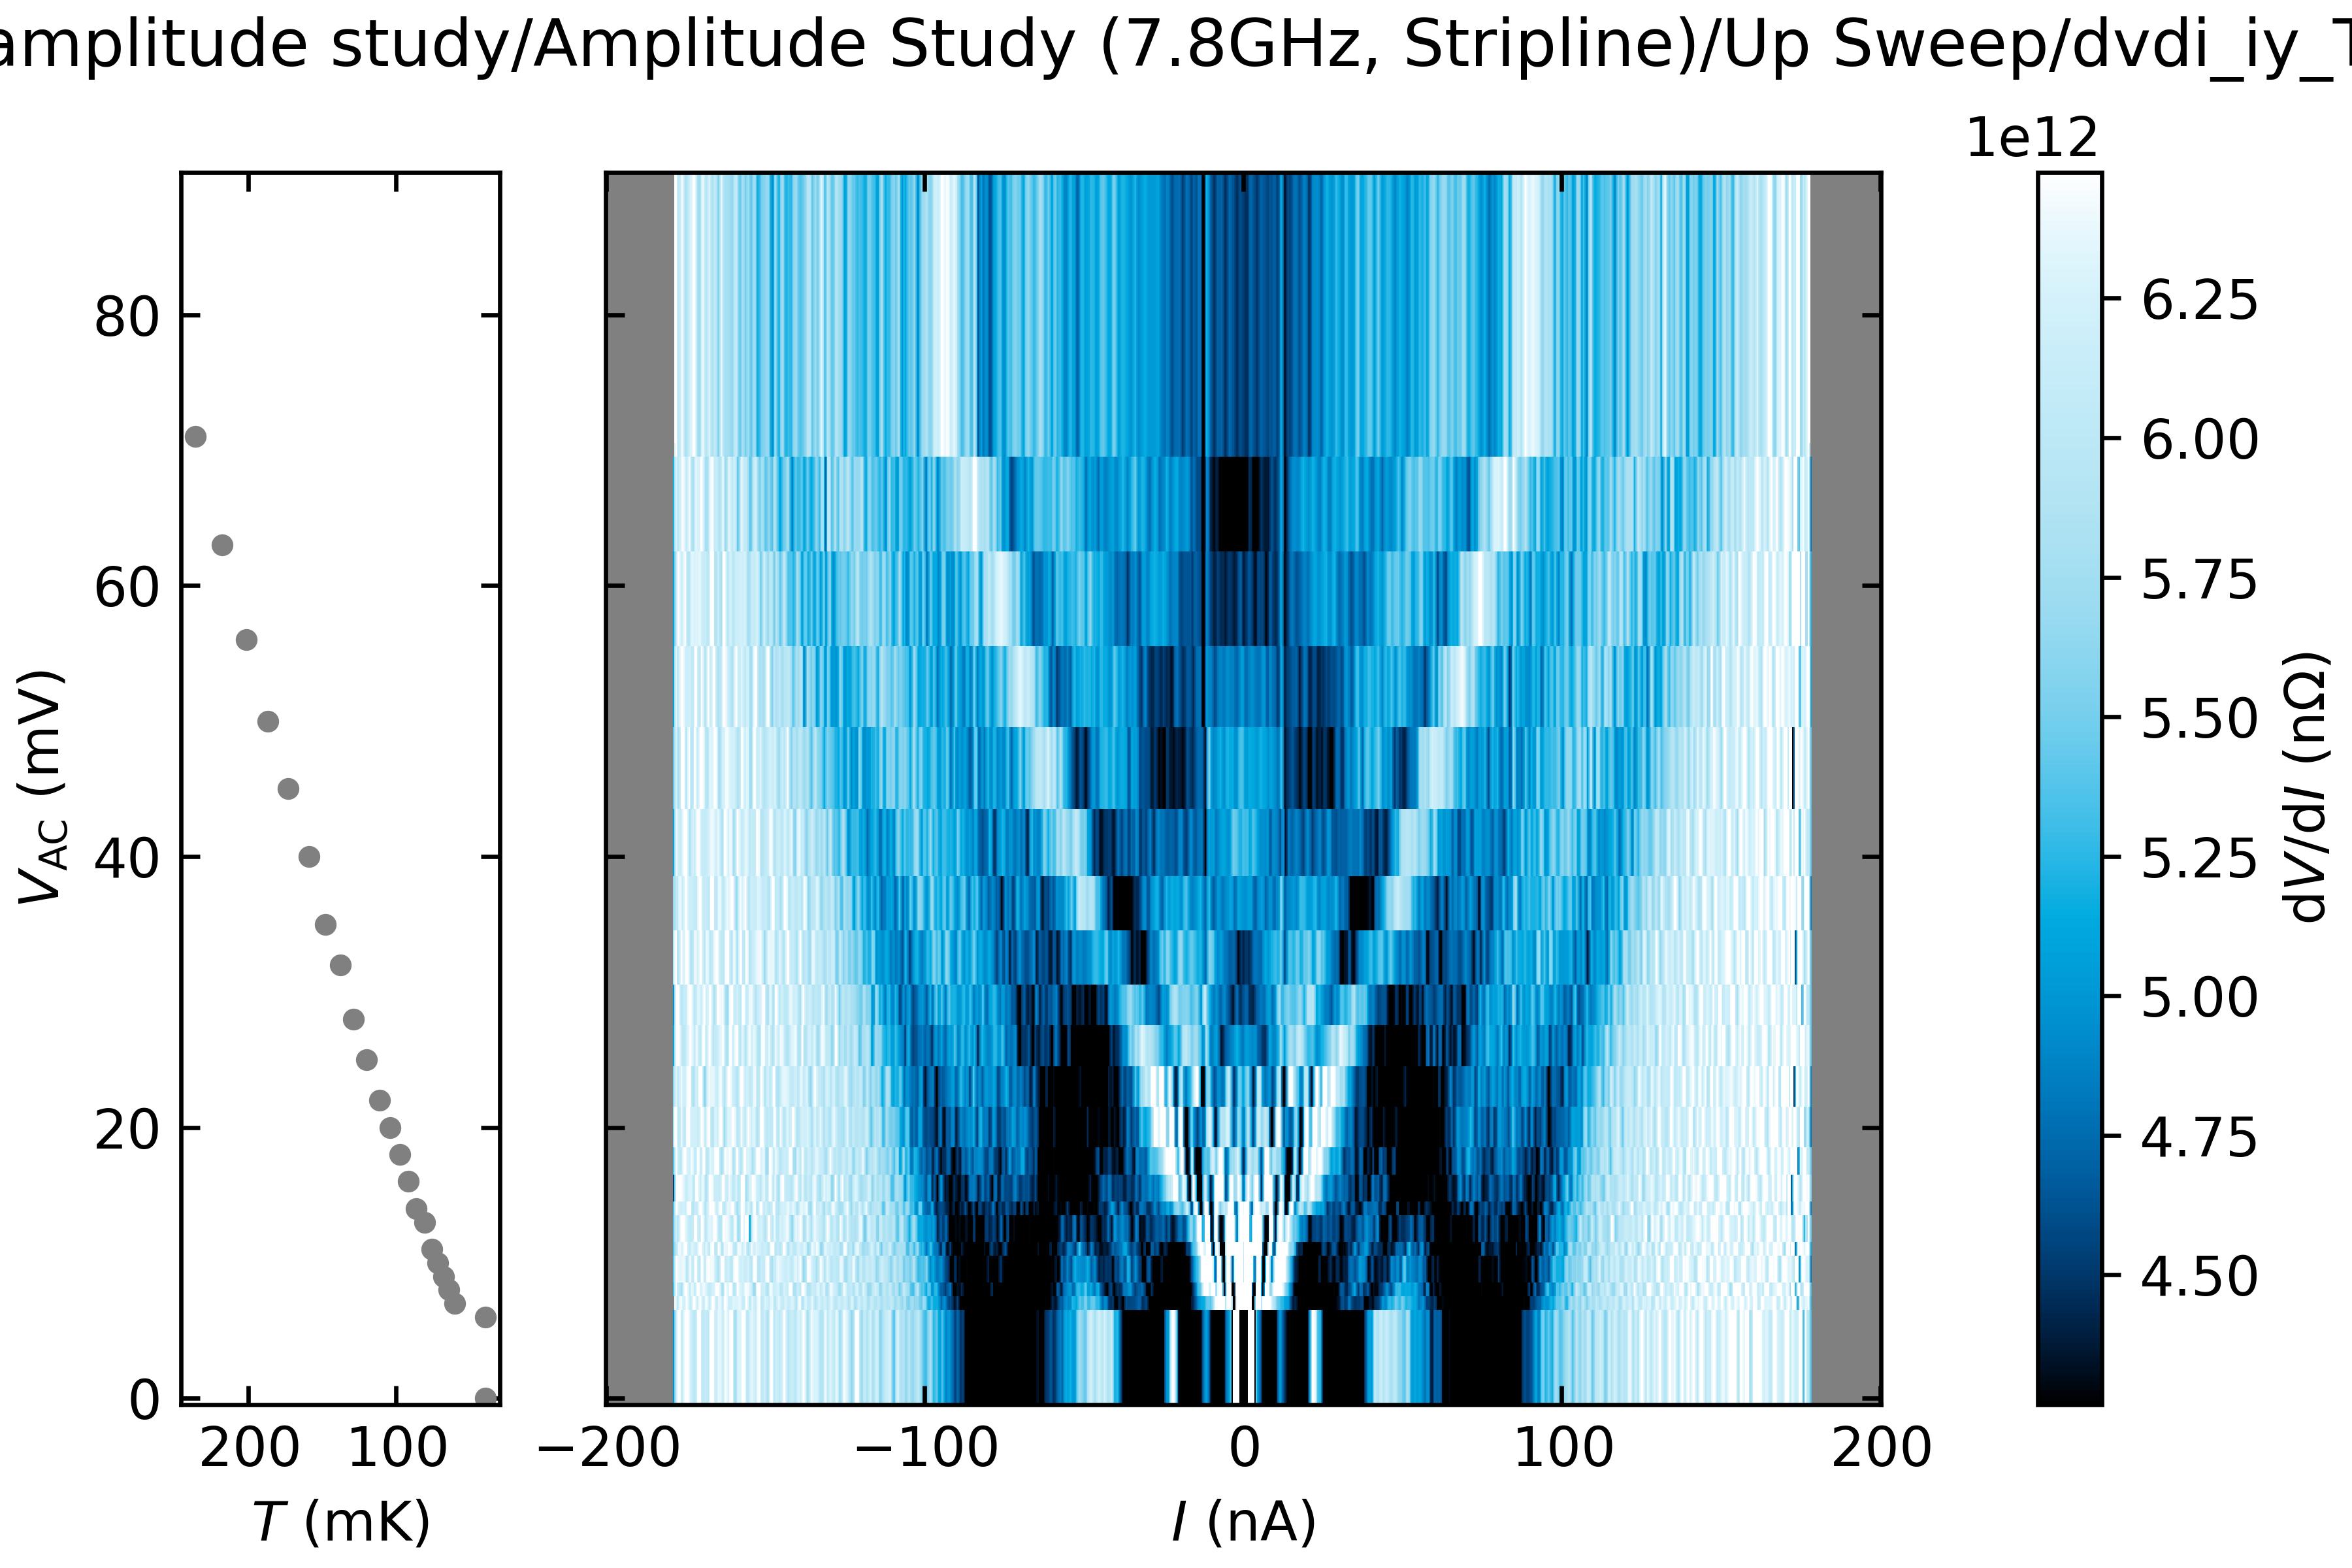 amplitude study/Amplitude Study (7.8GHz, Stripline)/Up Sweep/dvdi_iy_T
1e12
80
60
40
20
0
V_AC (mV)
200 100
T (mK)
−200 −100 0 100 200
I (nA)
6.25
6.00
5.75
5.50
5.25
5.00
4.75
4.50
dV/dI (nΩ)